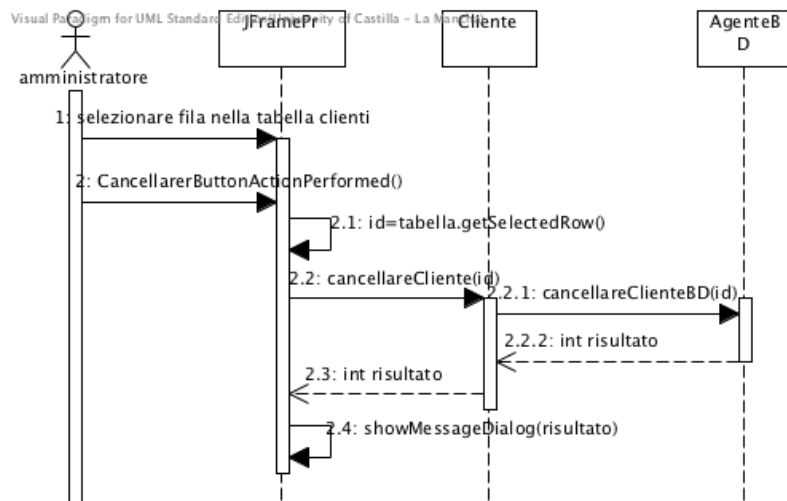 Visual Paradigm for UML Standard Edition(University of Castilla - La Mancha)
JFramePr
Cliente
AgenteB
D
amministratore
1: selezionare fila nella tabella clienti
2: CancellarerButtonActionPerformed()
2.1: id=tabella.getSelectedRow()
2.2: cancellareCliente(id)
2.2.1: cancellareClienteBD(id)
2.2.2: int risultato
2.3: int risultato
2.4: showMessageDialog(risultato)